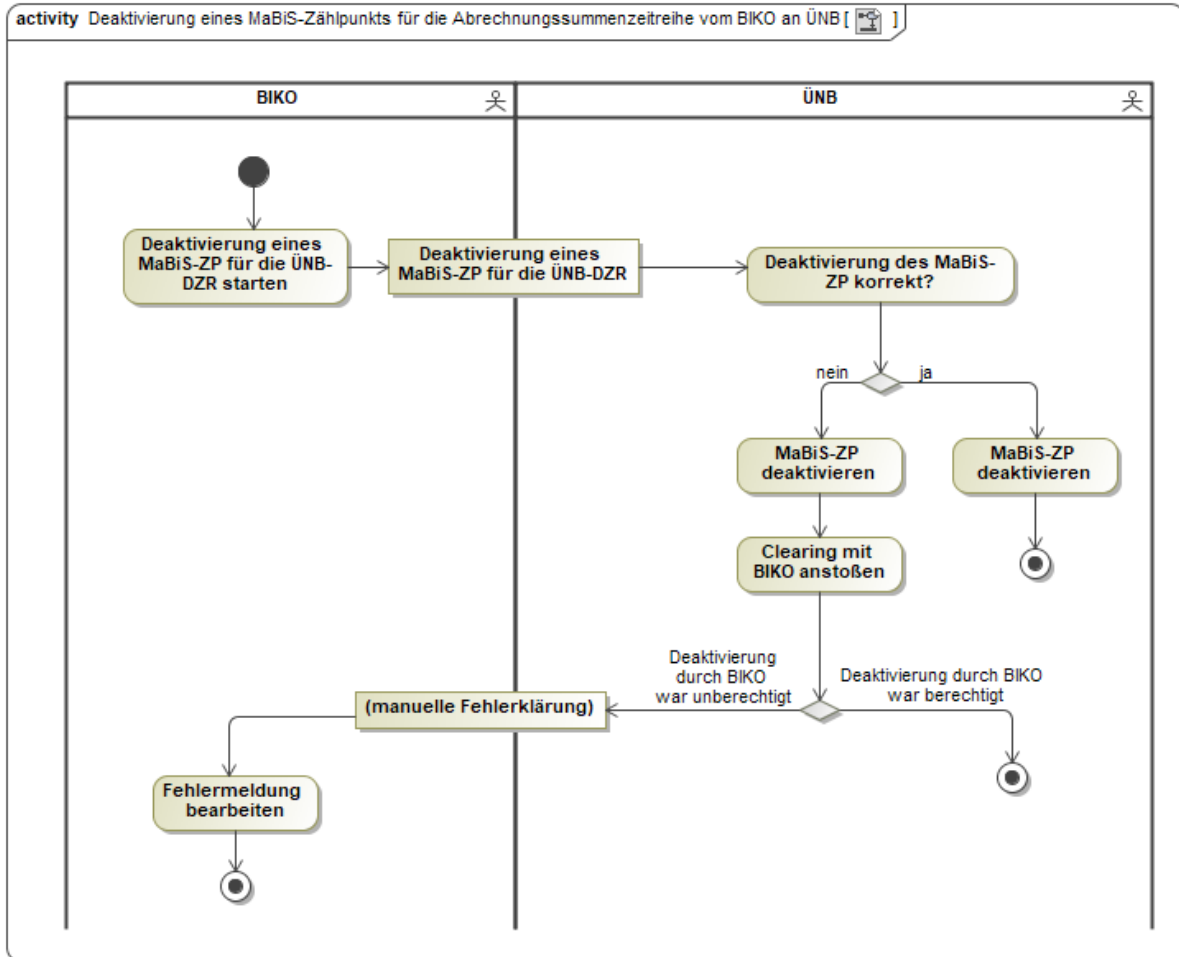 activity Deaktivierung eines MaBiS-Zählpunkts für die Abrechnungssummenzeitreihe vom BIKO an ÜNB [ ]
BIKO
ÜNB
Deaktivierung eines
MaBiS-ZP für die ÜNB-
DZR starten
Deaktivierung eines
MaBiS-ZP für die ÜNB-DZR
Deaktivierung des MaBiS-
ZP korrekt?
nein
ja
MaBiS-ZP
deaktivieren
MaBiS-ZP
deaktivieren
Clearing mit
BIKO anstoßen
Deaktivierung
durch BIKO
war unberechtigt
Deaktivierung durch BIKO
war berechtigt
(manuelle Fehlerklärung)
Fehlermeldung
bearbeiten